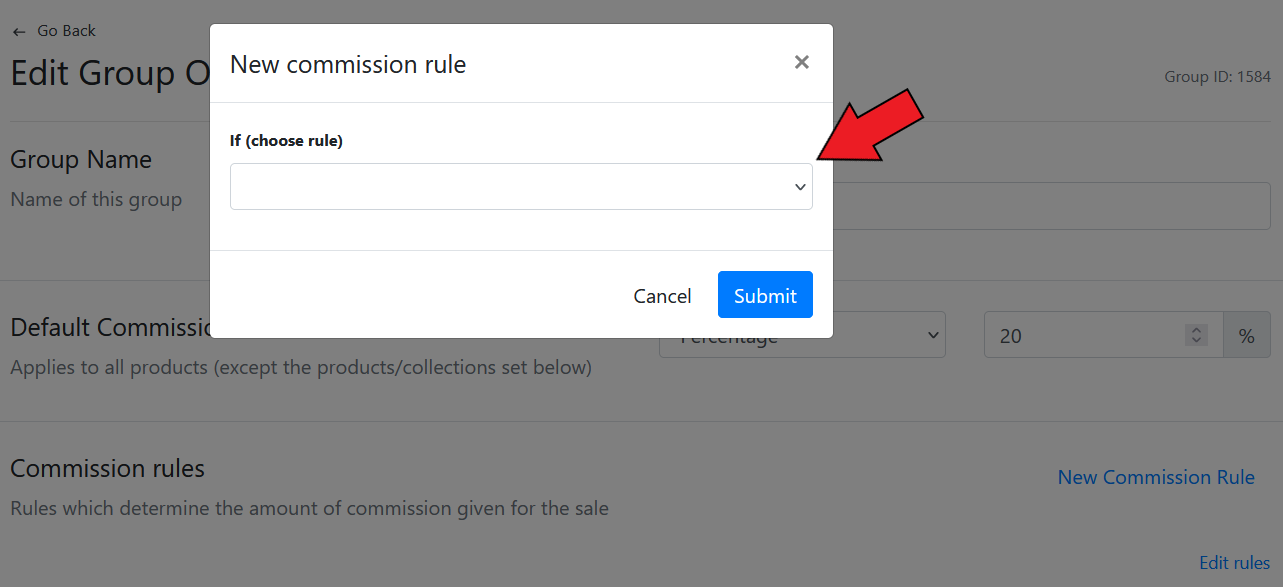 ← Go Back
Edit Group O
Group ID: 1584
New commission rule
×
If (choose rule)
Cancel
Submit
Group Name
Name of this group
Default Commissio
Percentage
20
%
Applies to all products (except the products/collections set below)
Commission rules
New Commission Rule
Rules which determine the amount of commission given for the sale
Edit rules